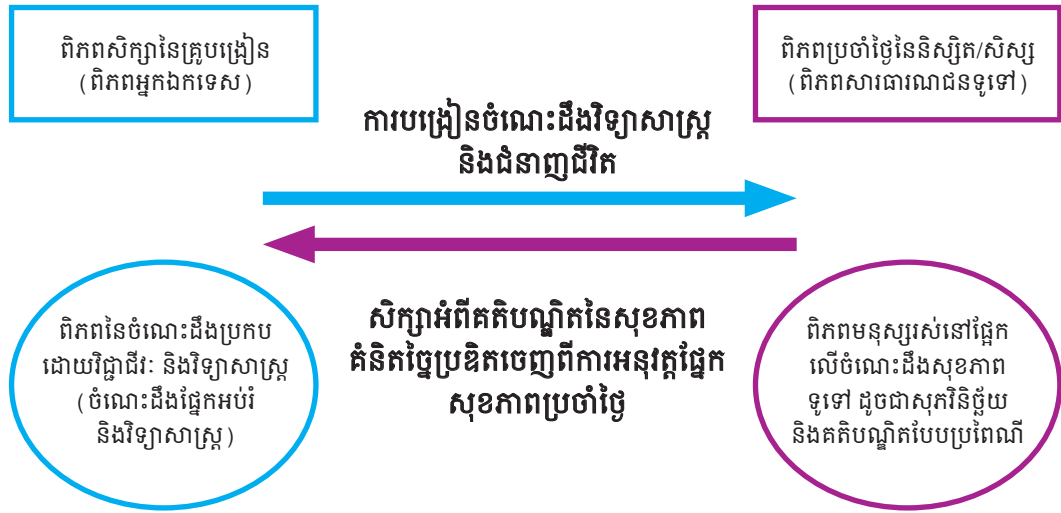 ពិភពសិក្សានៃគ្រូបង្រៀន
(ពិភពអ្នកឯកទេស)
ពិភពប្រចាំថ្ងៃនៃនិស្សិត/សិស្ស
(ពិភពសារធារណជនទូទៅ)
ការបង្រៀនចំណេះដឹងវិទ្យាសាស្ត្រ
និងជំនាញជីវិត
ពិភពនៃចំណេះដឹងប្រកប
ដោយវិជ្ជាជីវៈ និងវិទ្យាសាស្ត្រ
(ចំណេះដឹងផ្នែកអប់រំ
និងវិទ្យាសាស្ត្រ)
សិក្សាអំពីគតិបណ្ឌិតនៃសុខភាព
គំនិតច្នៃប្រឌិតចេញពីការអនុវត្តផ្នែក
សុខភាពប្រចាំថ្ងៃ
ពិភពមនុស្សរស់នៅផ្អែក
លើចំណេះដឹងសុខភាព
ទូទៅ ដូចជាសុភវិនិច្ឆ័យ
និងគតិបណ្ឌិតបែបប្រពៃណី